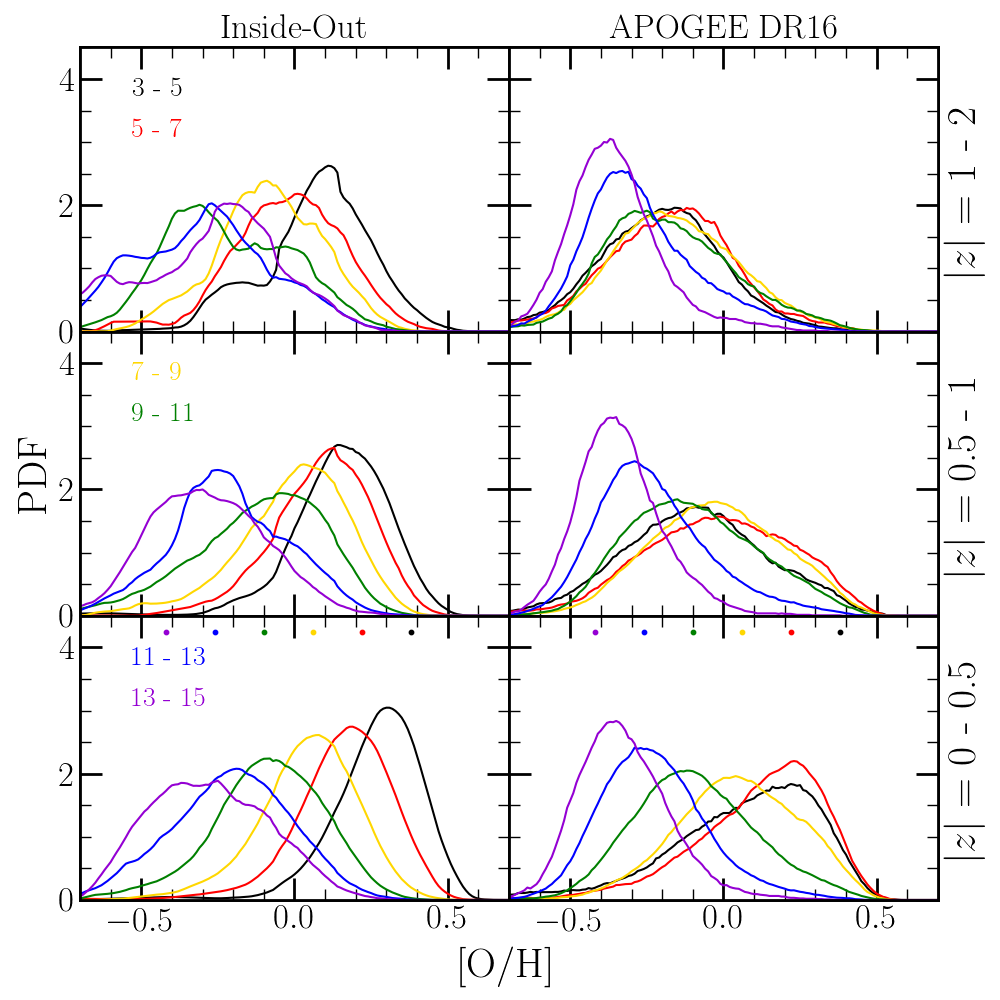 Inside-Out
APOGEE DR16
4
2
0
3 - 5
5 - 7
|z| = 1 - 2
PDF
4
2
0
7 - 9
9 - 11
|z| = 0.5 - 1
4
2
0
11 - 13
13 - 15
|z| = 0 - 0.5
−0.5 0.0 0.5 −0.5 0.0 0.5
[O/H]